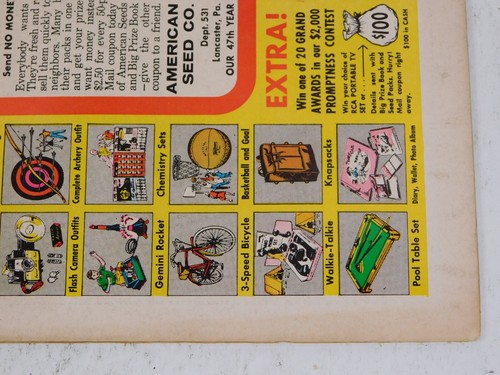 Send NO MONE
Everybody wants
They're fresh and r
sell them quickly to
neighbors. Many
their packs in one
and get your prize
want money instea
$2.50 for every 50-p
Mail coupon today
of American Seeds
and Big Prize Book
—give the other
coupon to a friend.
AMERICAN
SEED CO.
Dept. 531
Lancaster, Pa.
OUR 47th YEAR
EXTRA!
Win one of 20 GRAND
AWARDS in our $2,000
PROMPTNESS CONTEST
Win your choice of
RCA PORTABLE TV
SET or . . .
$100
$100 in CASH
Details sent with
Big Prize Book and
Seed Packs. Hurry!
Mail coupon right
away.
Complete Archery Outfit
Chemistry Sets
Basketball and Goal
Knapsacks
Diary, Wallet, Photo Album
Flash Camera Outfits
Gemini Rocket
3-Speed Bicycle
Walkie-Talkie
Pool Table Set